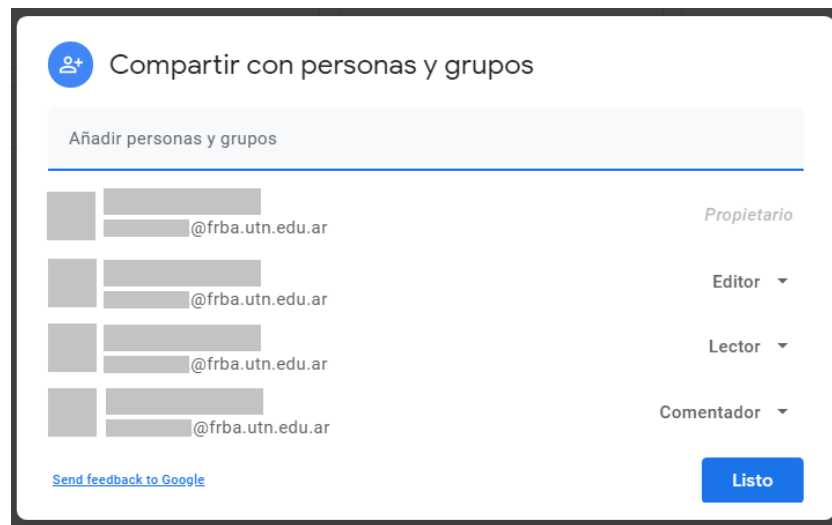 Compartir con personas y grupos
Añadir personas y grupos
@frba.utn.edu.ar
Propietario
@frba.utn.edu.ar
Editor
@frba.utn.edu.ar
Lector
@frba.utn.edu.ar
Comentador
Send feedback to Google
Listo